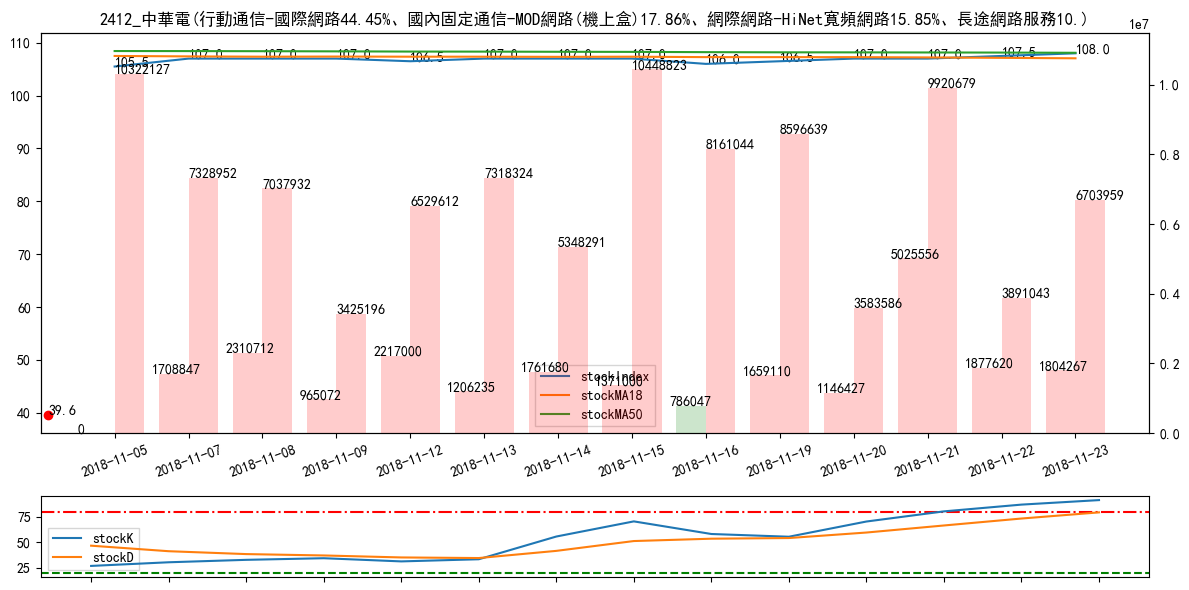 2412_中華電(行動通信-國際網路44.45%、國內固定通信-MOD網路(機上盒)17.86%、網際網路-HiNet寬頻網路15.85%、長途網路服務10.)
1e7
110
100
90
80
70
60
50
40
1.0
0.8
0.6
0.4
0.2
0.0
105.5 107.0 107.0 107.0 106.5 107.0 107.0 107.0 106.0 106.5 107.0 107.0 107.5 108.0
10322127 7328952 7037932 3425196 6529612 7318324 5348291 10448823 8161044 8596639 3583586 9920679 3891043 6703959
0 1708847 2310712 965072 2217000 1206235 1761680 1371000 786047 1659110 1146427 5025556 1877620 1804267
39.6
stockIndex
stockMA18
stockMA50
2018-11-05 2018-11-07 2018-11-08 2018-11-09 2018-11-12 2018-11-13 2018-11-14 2018-11-15 2018-11-16 2018-11-19 2018-11-20 2018-11-21 2018-11-22 2018-11-23
75
50
25
stockK
stockD